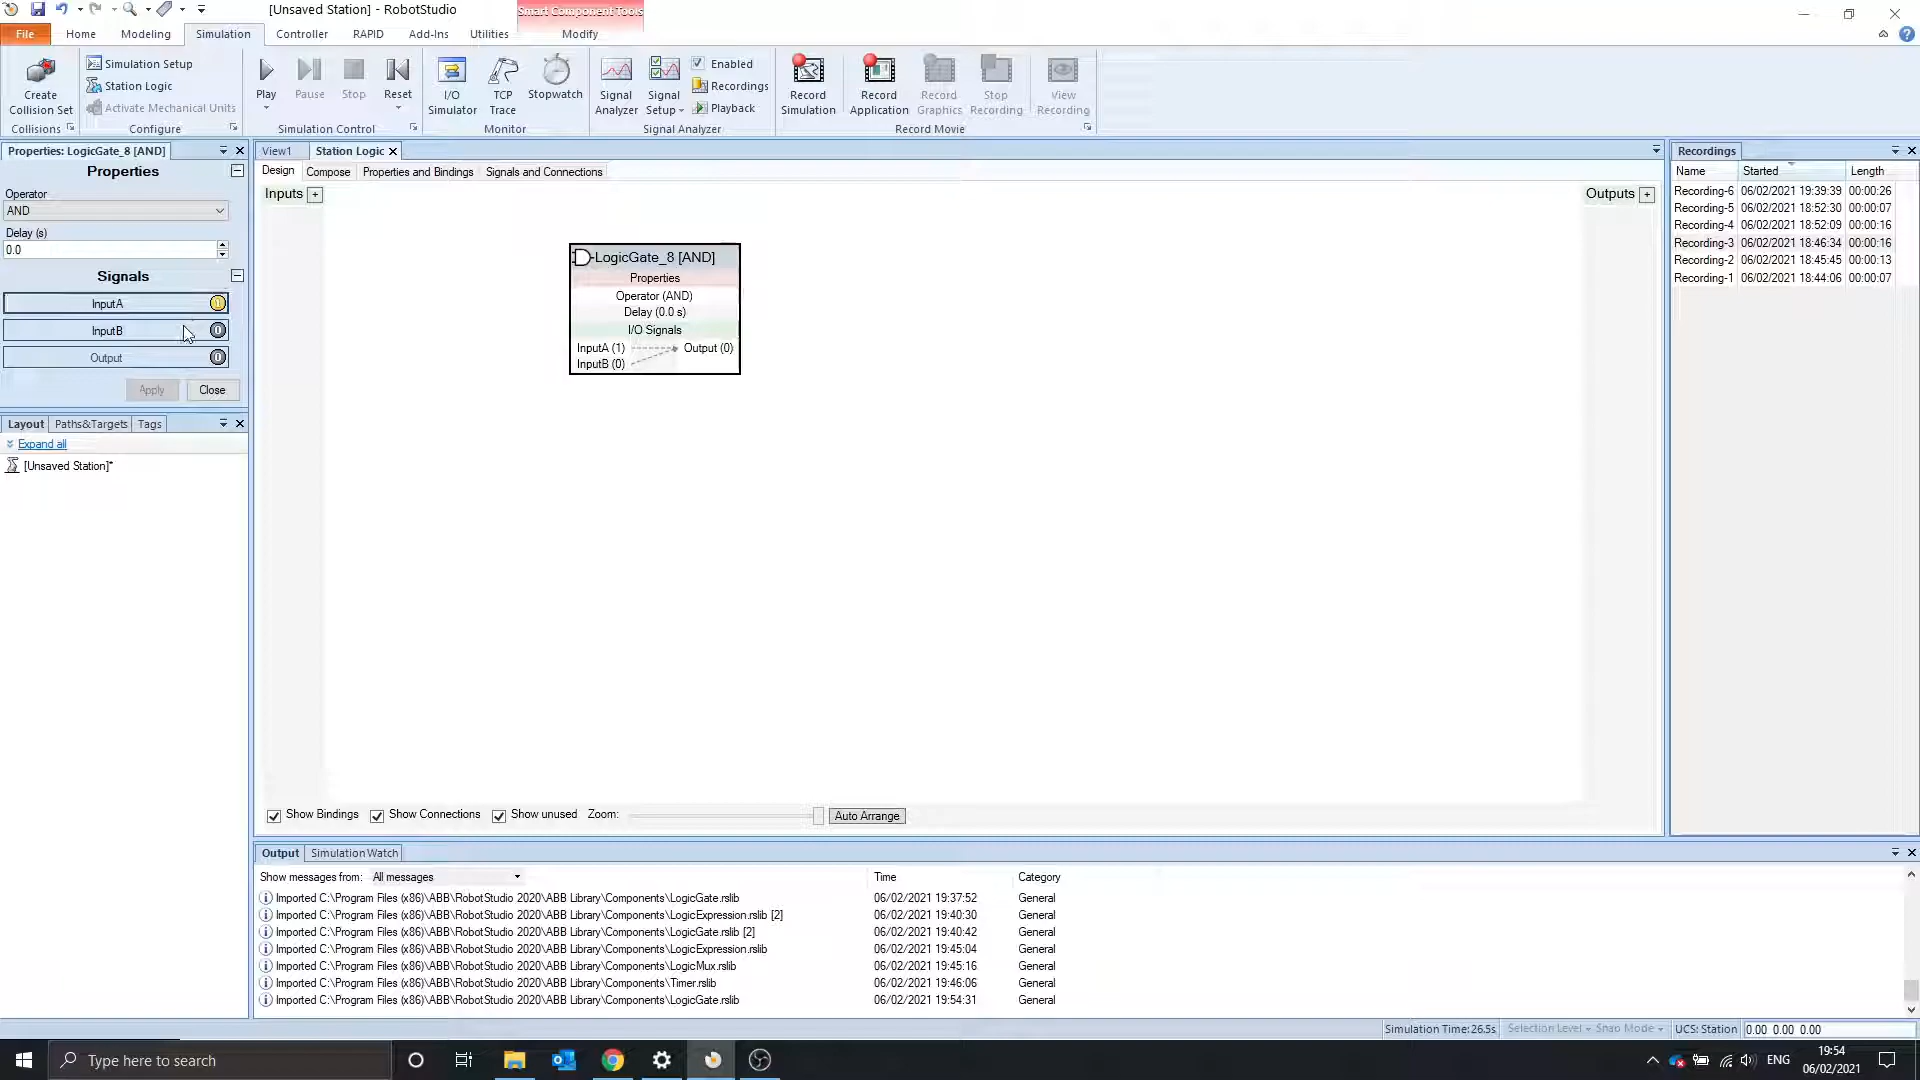 [Unsaved Station] - RobotStudio
Smart Component Tools
File
Home
Modeling
Simulation
Controller
RAPID
Add-Ins
Utilities
Modify
Create
Collision Set
Simulation Setup
Station Logic
Activate Mechanical Units
Play
Pause
Stop
Reset
I/O
Simulator
TCP
Trace
Stopwatch
Signal
Analyzer
Signal
Setup
Enabled
Recordings
Playback
Record
Simulation
Record
Application
Record
Graphics
Stop
Recording
View
Recording
Collisions
Configure
Simulation Control
Monitor
Signal Analyzer
Record Movie
Properties: LogicGate_8 [AND]
Properties
Operator
AND
Delay (s)
0.0
Signals
InputA
1
InputB
0
Output
0
Apply
Close
Layout
Paths&Targets
Tags
Expand all
[Unsaved Station]*
View1
Station Logic
Design
Compose
Properties and Bindings
Signals and Connections
Inputs +
Outputs +
LogicGate_8 [AND]
Properties
Operator (AND)
Delay (0.0 s)
I/O Signals
InputA (1)
Output (0)
InputB (0)
Show Bindings
Show Connections
Show unused
Zoom:
Auto Arrange
Recordings
Name Started Length
Recording-6 06/02/2021 19:39:39 00:00:26
Recording-5 06/02/2021 18:52:30 00:00:07
Recording-4 06/02/2021 18:52:09 00:00:16
Recording-3 06/02/2021 18:46:34 00:00:16
Recording-2 06/02/2021 18:45:45 00:00:13
Recording-1 06/02/2021 18:44:06 00:00:07
Output
Simulation Watch
Show messages from: All messages
Time
Category
Imported C:\Program Files (x86)\ABB\RobotStudio 2020\ABB Library\Components\LogicGate.rslib 06/02/2021 19:37:52 General
Imported C:\Program Files (x86)\ABB\RobotStudio 2020\ABB Library\Components\LogicExpression.rslib [2] 06/02/2021 19:40:30 General
Imported C:\Program Files (x86)\ABB\RobotStudio 2020\ABB Library\Components\LogicGate.rslib [2] 06/02/2021 19:40:42 General
Imported C:\Program Files (x86)\ABB\RobotStudio 2020\ABB Library\Components\LogicExpression.rslib 06/02/2021 19:45:04 General
Imported C:\Program Files (x86)\ABB\RobotStudio 2020\ABB Library\Components\LogicMux.rslib 06/02/2021 19:45:16 General
Imported C:\Program Files (x86)\ABB\RobotStudio 2020\ABB Library\Components\Timer.rslib 06/02/2021 19:46:06 General
Imported C:\Program Files (x86)\ABB\RobotStudio 2020\ABB Library\Components\LogicGate.rslib 06/02/2021 19:54:31 General
Simulation Time: 26.5s
Selection Level
Snap Mode
UCS: Station
0.00 0.00 0.00
Type here to search
ENG
19:54
06/02/2021